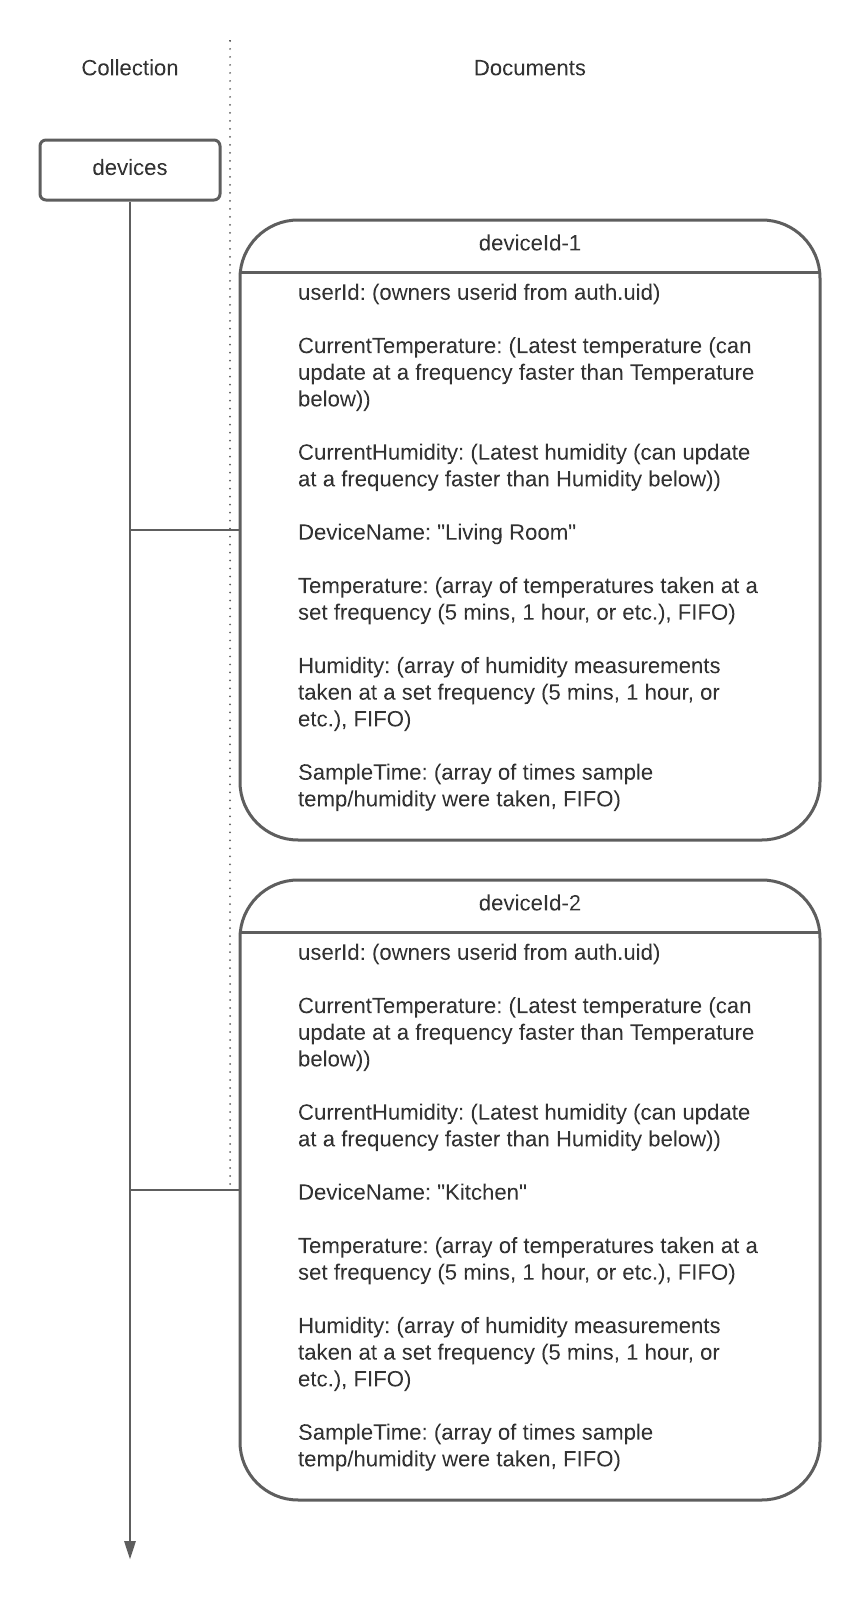 Collection
Documents
devices
deviceId-1
userId: (owners userid from auth.uid)
CurrentTemperature: (Latest temperature (can
update at a frequency faster than Temperature
below))
CurrentHumidity: (Latest humidity (can update
at a frequency faster than Humidity below))
DeviceName: "Living Room"
Temperature: (array of temperatures taken at a
set frequency (5 mins, 1 hour, or etc.), FIFO)
Humidity: (array of humidity measurements
taken at a set frequency (5 mins, 1 hour, or
etc.), FIFO)
SampleTime: (array of times sample
temp/humidity were taken, FIFO)
deviceId-2
userId: (owners userid from auth.uid)
CurrentTemperature: (Latest temperature (can
update at a frequency faster than Temperature
below))
CurrentHumidity: (Latest humidity (can update
at a frequency faster than Humidity below))
DeviceName: "Kitchen"
Temperature: (array of temperatures taken at a
set frequency (5 mins, 1 hour, or etc.), FIFO)
Humidity: (array of humidity measurements
taken at a set frequency (5 mins, 1 hour, or
etc.), FIFO)
SampleTime: (array of times sample
temp/humidity were taken, FIFO)